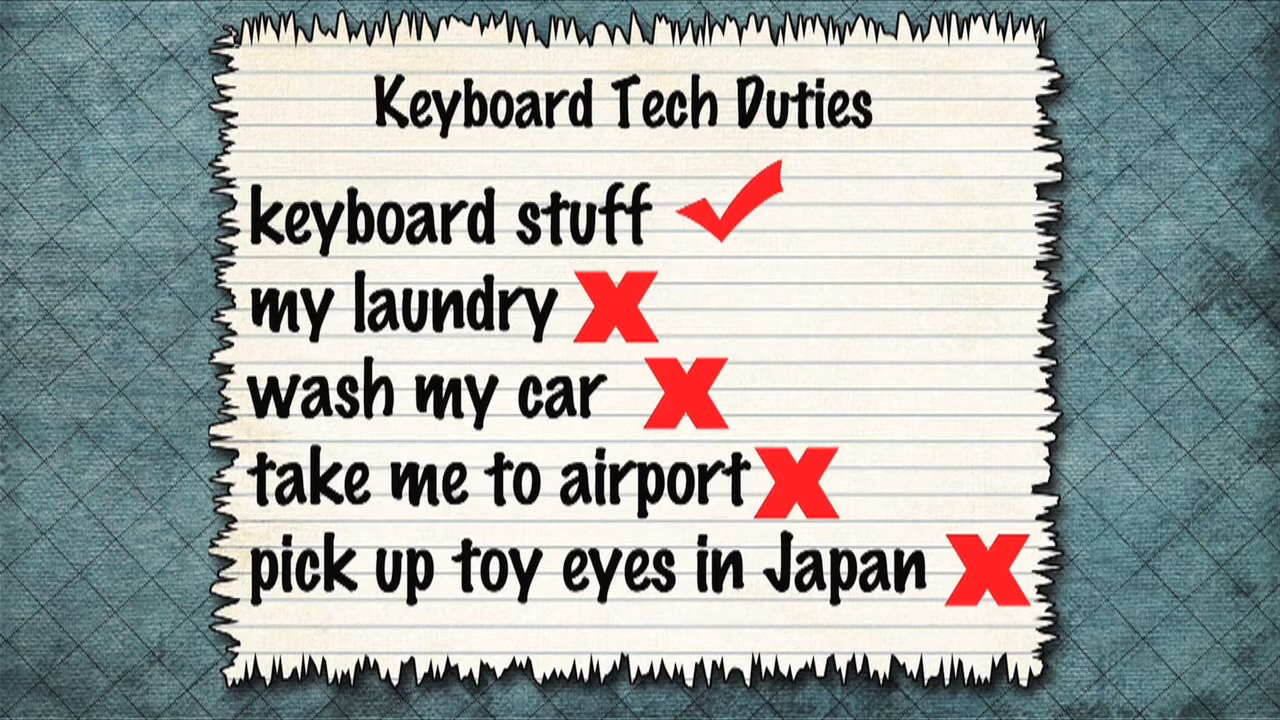 Keyboard Tech Duties
keyboard stuff
my laundry
wash my car
take me to airport
pick up toy eyes in Japan